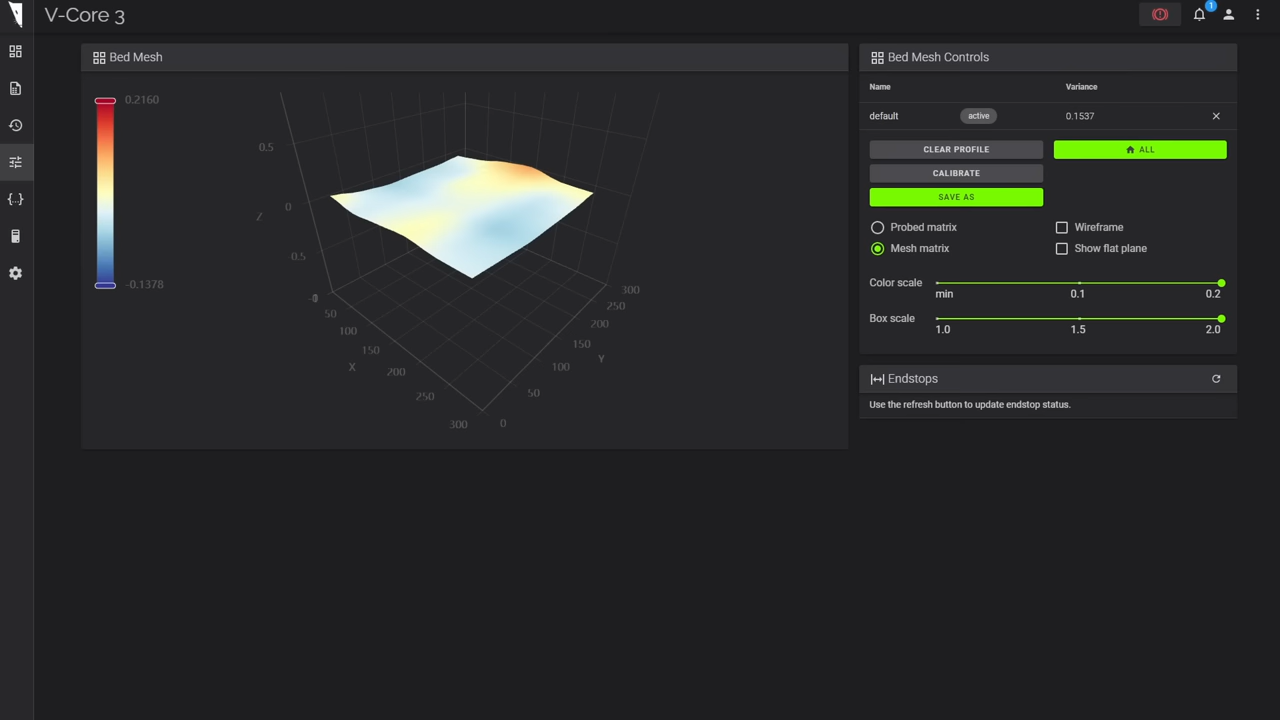 V-Core 3
1
Bed Mesh
0.2160
-0.1378
0.5
0
-0.5
Z
50
100
150
200
250
300
X
0
50
100
150
200
250
300
Y
Bed Mesh Controls
Name Variance
default active 0.1537
CLEAR PROFILE ALL
CALIBRATE
SAVE AS
Probed matrix Wireframe
Mesh matrix Show flat plane
Color scale
min 0.1 0.2
Box scale
1.0 1.5 2.0
Endstops
Use the refresh button to update endstop status.